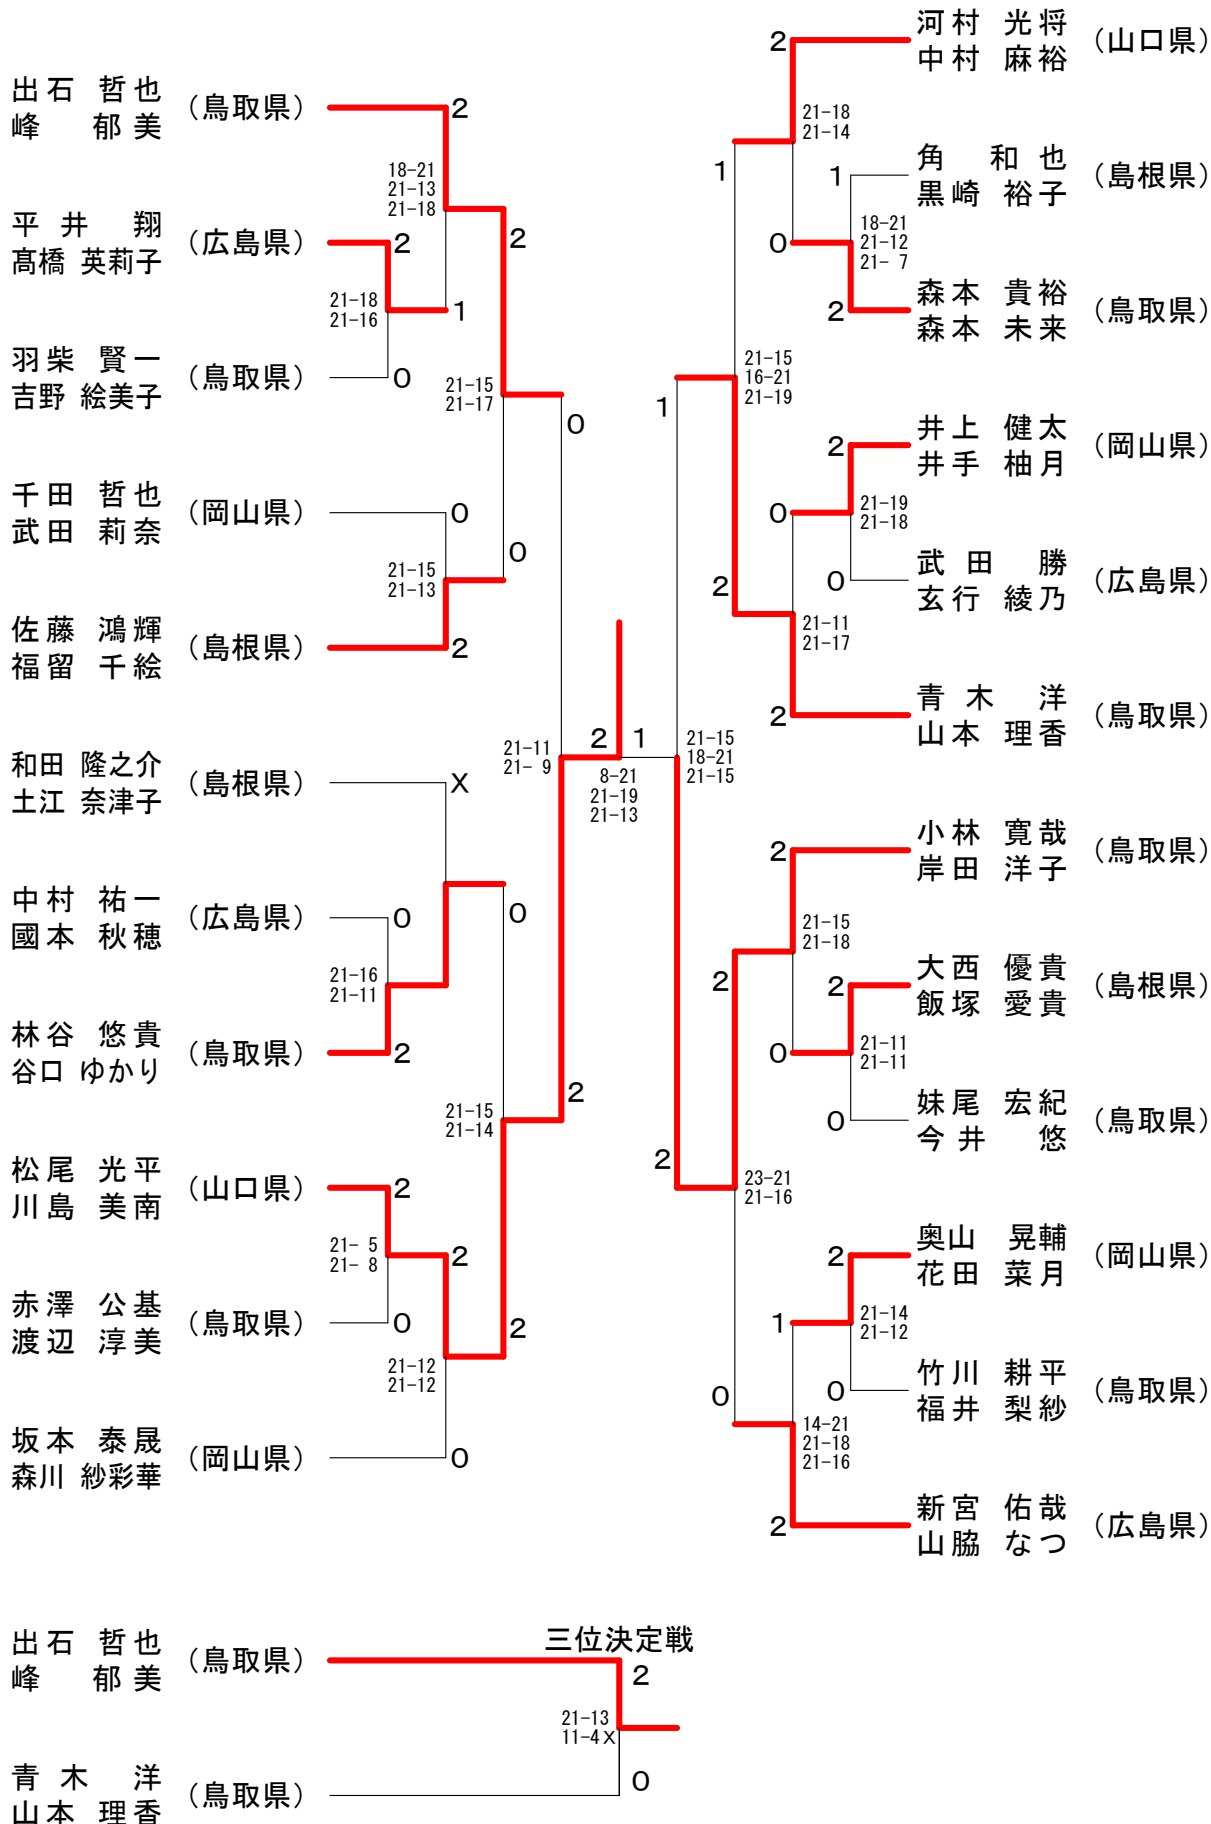 出石 哲也
峰 郁美
（鳥取県）
2
18-21
21-13
21-18
平井 翔
髙橋 英莉子
（広島県）
2
2
21-18
21-16
1
羽柴 賢一
吉野 絵美子
（鳥取県）
0
21-15
21-17
0
千田 哲也
武田 莉奈
（岡山県）
0
0
21-15
21-13
佐藤 鴻輝
福留 千絵
（島根県）
2
和田 隆之介
土江 奈津子
（島根県）
X
21-11
21- 9
2
1
8-21
21-19
21-13
中村 祐一
國本 秋穂
（広島県）
0
0
21-16
21-11
林谷 悠貴
谷口 ゆかり
（鳥取県）
2
21-15
21-14
2
松尾 光平
川島 美南
（山口県）
2
21- 5
21- 8
2
赤澤 公基
渡辺 淳美
（鳥取県）
0
2
21-12
21-12
坂本 泰晟
森川 紗彩華
（岡山県）
0
2
河村 光将
中村 麻裕
（山口県）
21-18
21-14
1
1
角 和也
黒崎 裕子
（島根県）
18-21
21-12
21- 7
0
2
森本 貴裕
森本 未来
（鳥取県）
21-15
16-21
21-19
1
2
井上 健太
井手 柚月
（岡山県）
21-19
21-18
0
0
武田 勝
玄行 綾乃
（広島県）
2
21-11
21-17
2
青木 洋
山本 理香
（鳥取県）
21-15
18-21
21-15
2
小林 寛哉
岸田 洋子
（鳥取県）
21-15
21-18
2
2
大西 優貴
飯塚 愛貴
（島根県）
21-11
21-11
0
0
妹尾 宏紀
今井 悠
（鳥取県）
2
23-21
21-16
2
奥山 晃輔
花田 菜月
（岡山県）
21-14
21-12
1
0
竹川 耕平
福井 梨紗
（鳥取県）
0
14-21
21-18
21-16
2
新宮 佑哉
山脇 なつ
（広島県）
三位決定戦
出石 哲也
峰 郁美
（鳥取県）
2
21-13
11-4 X
青木 洋
山本 理香
（鳥取県）
0